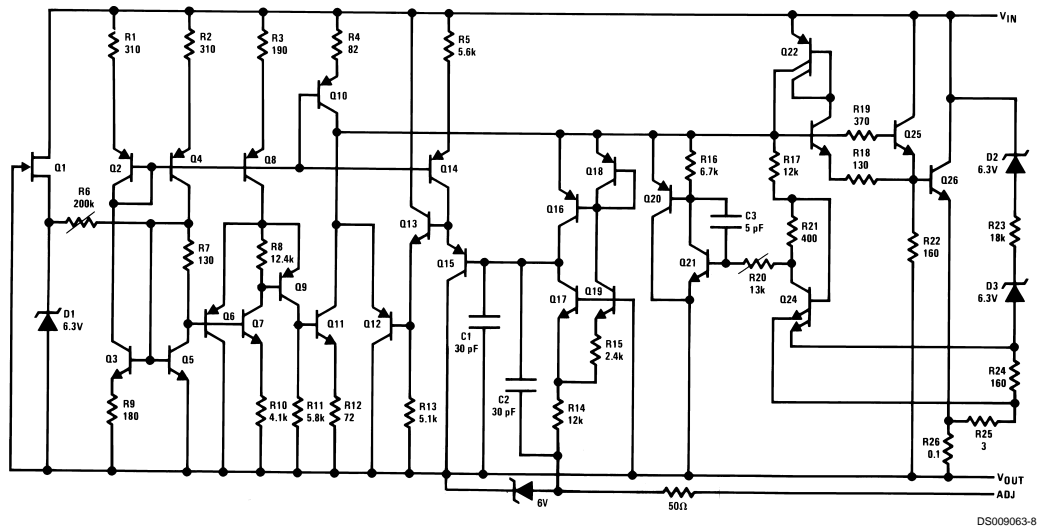 V_IN
R1
310
R2
310
R3
190
R4
82
R5
5.6k
Q22
Q10
R19
370
Q25
Q1
Q2
Q4
Q8
Q14
Q18
R16
6.7k
R17
12k
R18
130
Q26
D2
6.3V
R6
200k
Q13
Q16
Q20
C3
5 pF
R21
400
R7
130
R8
12.4k
Q15
Q21
R22
160
R23
18k
Q9
R20
13k
D1
6.3V
Q6
Q7
Q11
Q12
Q17
Q19
Q24
D3
6.3V
C1
30 pF
Q3
Q5
R15
2.4k
C2
30 pF
R24
160
R9
180
R10
4.1k
R11
5.8k
R12
72
R13
5.1k
R14
12k
R26
0.1
R25
3
V_OUT
6V
50Ω
ADJ
DS009063-8